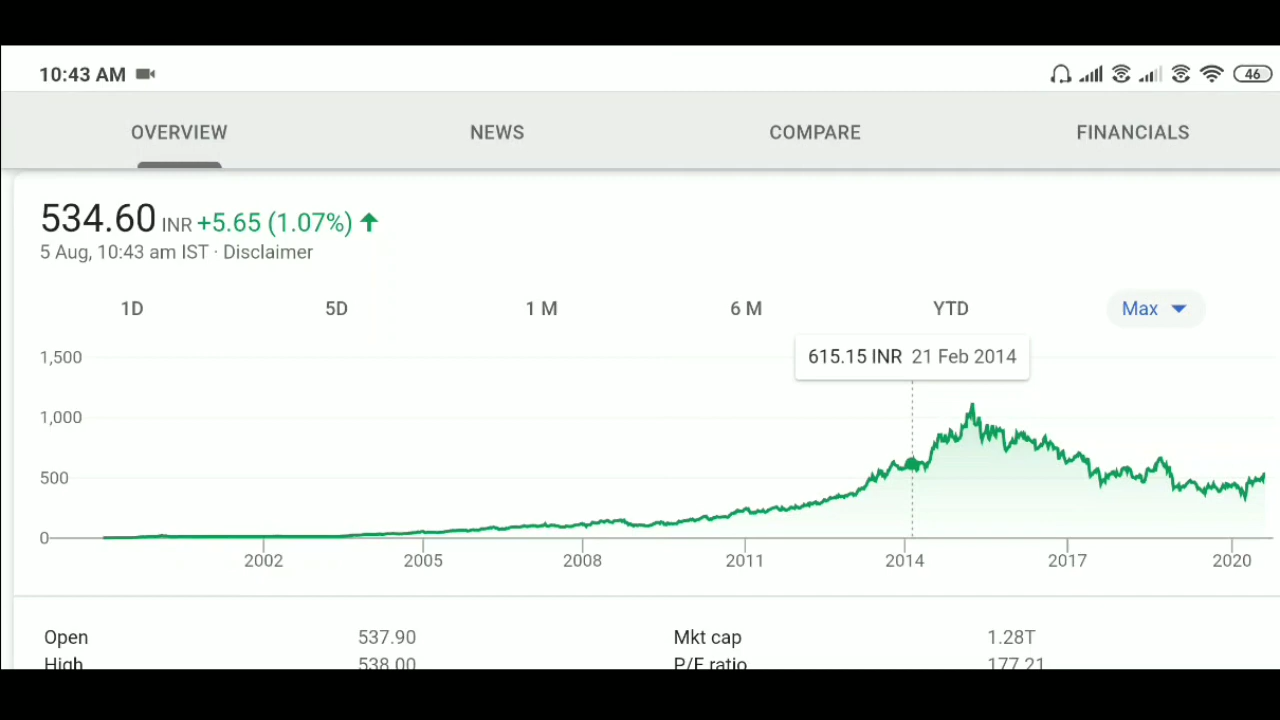 10:43 AM 46
OVERVIEW NEWS COMPARE FINANCIALS
534.60 INR +5.65 (1.07%)
5 Aug, 10:43 am IST · Disclaimer
1D 5D 1 M 6 M YTD Max
615.15 INR 21 Feb 2014
1,500
1,000
500
0
2002 2005 2008 2011 2014 2017 2020
Open 537.90 Mkt cap 1.28T
High 538.00 P/E ratio 177.21